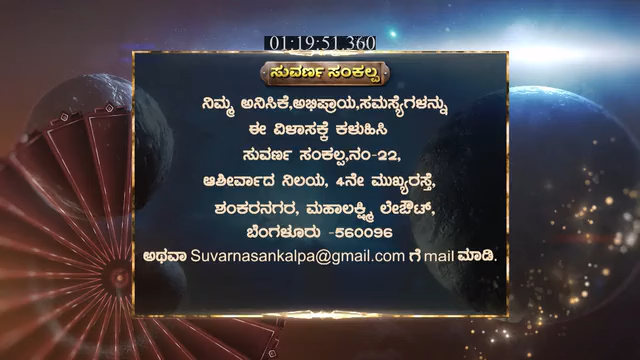 01:19:51.360
ಸುವರ್ಣ ಸಂಕಲ್ಪ
ನಿಮ್ಮ ಅನಿಸಿಕೆ,ಅಭಿಪ್ರಾಯ,ಸಮಸ್ಯೆಗಳನ್ನು
ಈ ವಿಳಾಸಕ್ಕೆ ಕಳುಹಿಸಿ
ಸುವರ್ಣ ಸಂಕಲ್ಪ,ನಂ-22,
ಆಶೀರ್ವಾದ ನಿಲಯ, 4ನೇ ಮುಖ್ಯರಸ್ತೆ,
ಶಂಕರನಗರ, ಮಹಾಲಕ್ಷ್ಮಿ ಲೇಔಟ್,
ಬೆಂಗಳೂರು -560096
ಅಥವಾ Suvarnasankalpa@gmail.com ಗೆ mail ಮಾಡಿ.